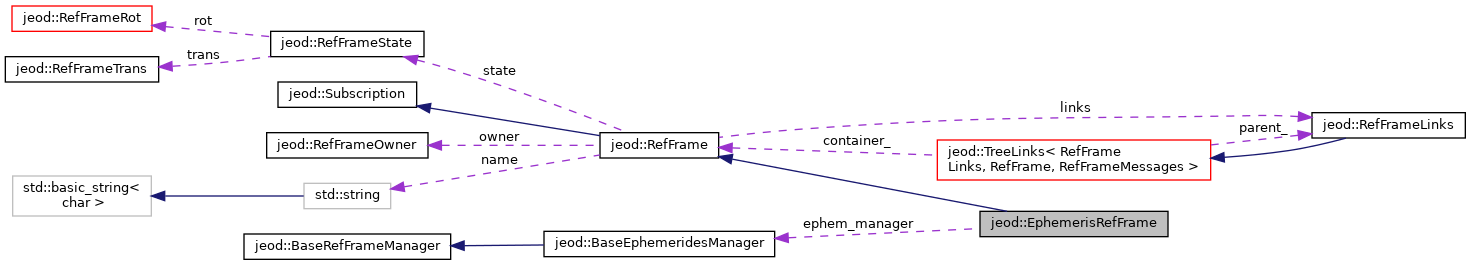 jeod::RefFrameRot
rot
jeod::RefFrameState
trans
jeod::RefFrameTrans
state
jeod::Subscription
links
jeod::RefFrameLinks
parent_
owner
container_
jeod::RefFrameOwner
jeod::RefFrame
jeod::TreeLinks< RefFrame
Links, RefFrame, RefFrameMessages >
name
std::basic_string<
char >
std::string
jeod::EphemerisRefFrame
ephem_manager
jeod::BaseRefFrameManager
jeod::BaseEphemeridesManager